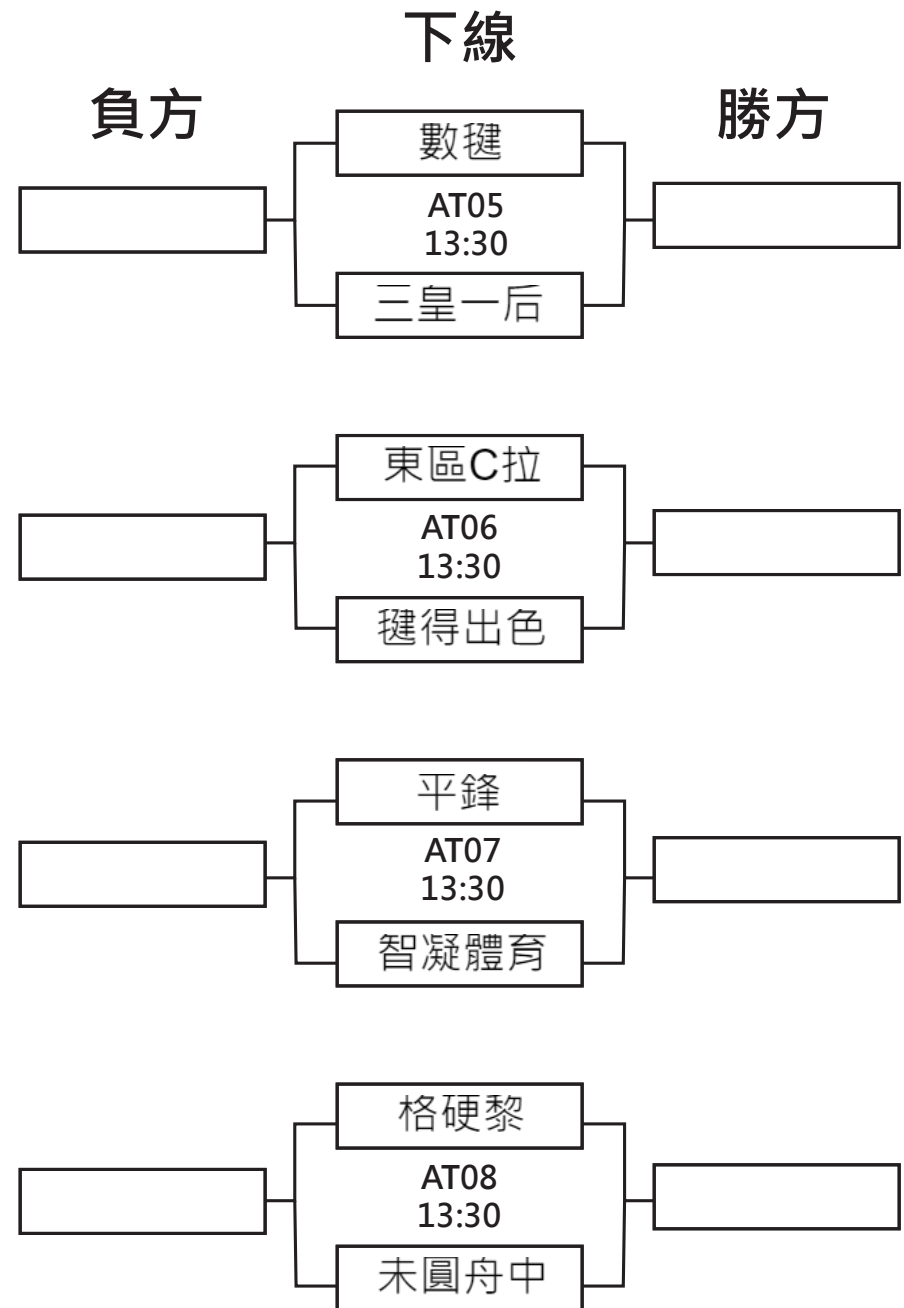 下線
負方
勝方
數毽
AT05
13:30
三皇一后
東區C拉
AT06
13:30
毽得出色
平鋒
AT07
13:30
智凝體育
格硬黎
AT08
13:30
未圓舟中